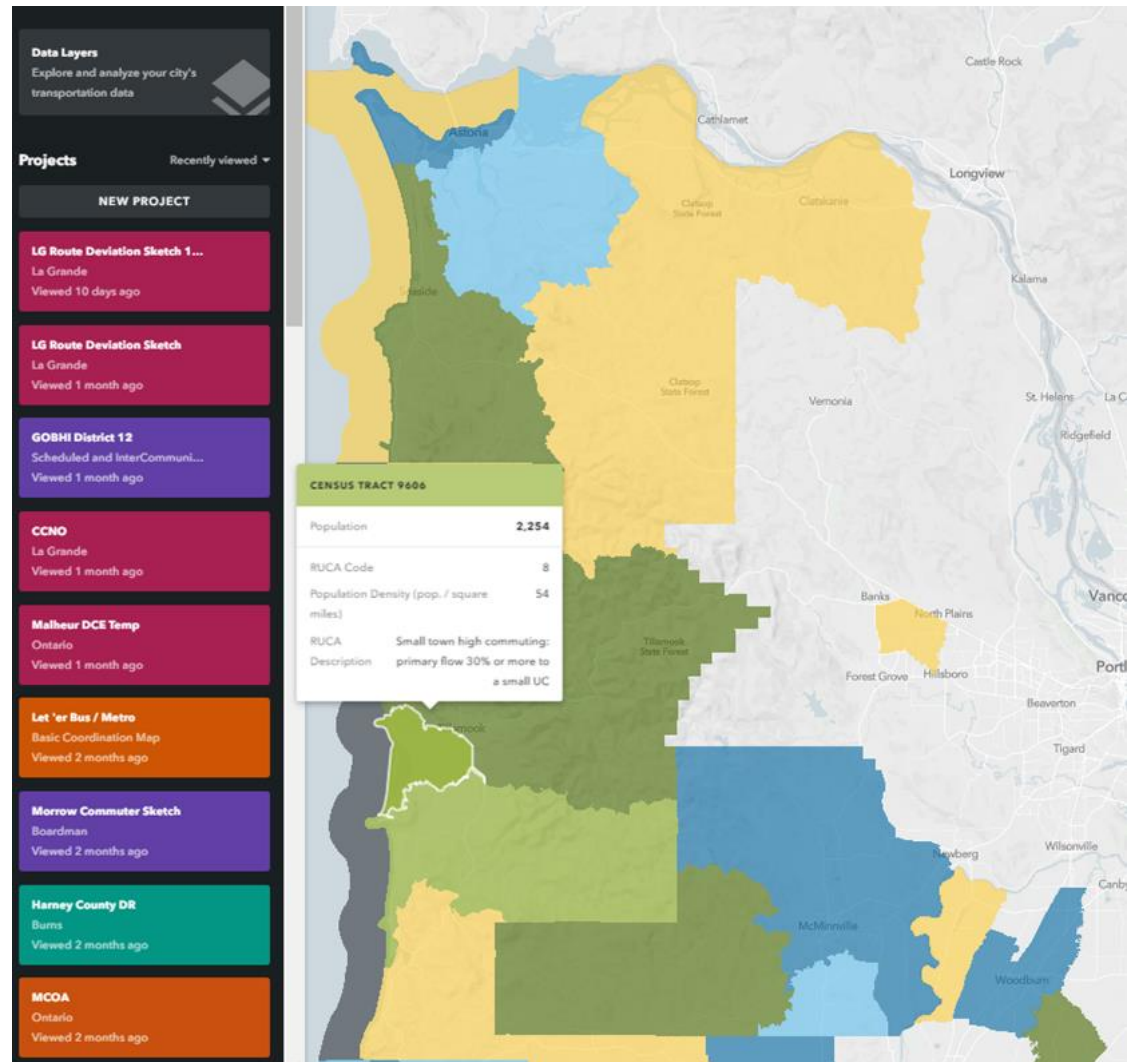 Data Layers
Explore and analyze your city's
transportation data
Projects
Recently viewed
NEW PROJECT
LG Route Deviation Sketch 1...
La Grande
Viewed 10 days ago
LG Route Deviation Sketch
La Grande
Viewed 1 month ago
GOBHI District 12
Scheduled and InterCommuni...
Viewed 1 month ago
CCNO
La Grande
Viewed 1 month ago
Malheur DCE Temp
Ontario
Viewed 1 month ago
Let 'er Bus / Metro
Basic Coordination Map
Viewed 2 months ago
Morrow Commuter Sketch
Boardman
Viewed 2 months ago
Harney County DR
Burns
Viewed 2 months ago
MCOA
Ontario
Viewed 2 months ago
Castle Rock
Cathlamet
Astoria
Longview
Clatsop
State Forest
Clatskanie
Kalama
Seaside
Clatsop
State Forest
Vernonia
St. Helens
La C
Ridgefield
CENSUS TRACT 9606
Population 2,254
RUCA Code 8
Population Density (pop. / square
miles) 54
RUCA
Description
Small town high commuting:
primary flow 30% or more to
a small UC
Banks
North Plains
Vanco
Tillamook
State Forest
Forest Grove
Hillsboro
Portl
Beaverton
Tillamook
Tigard
Newberg
Wilsonville
Canby
McMinnville
Woodburn